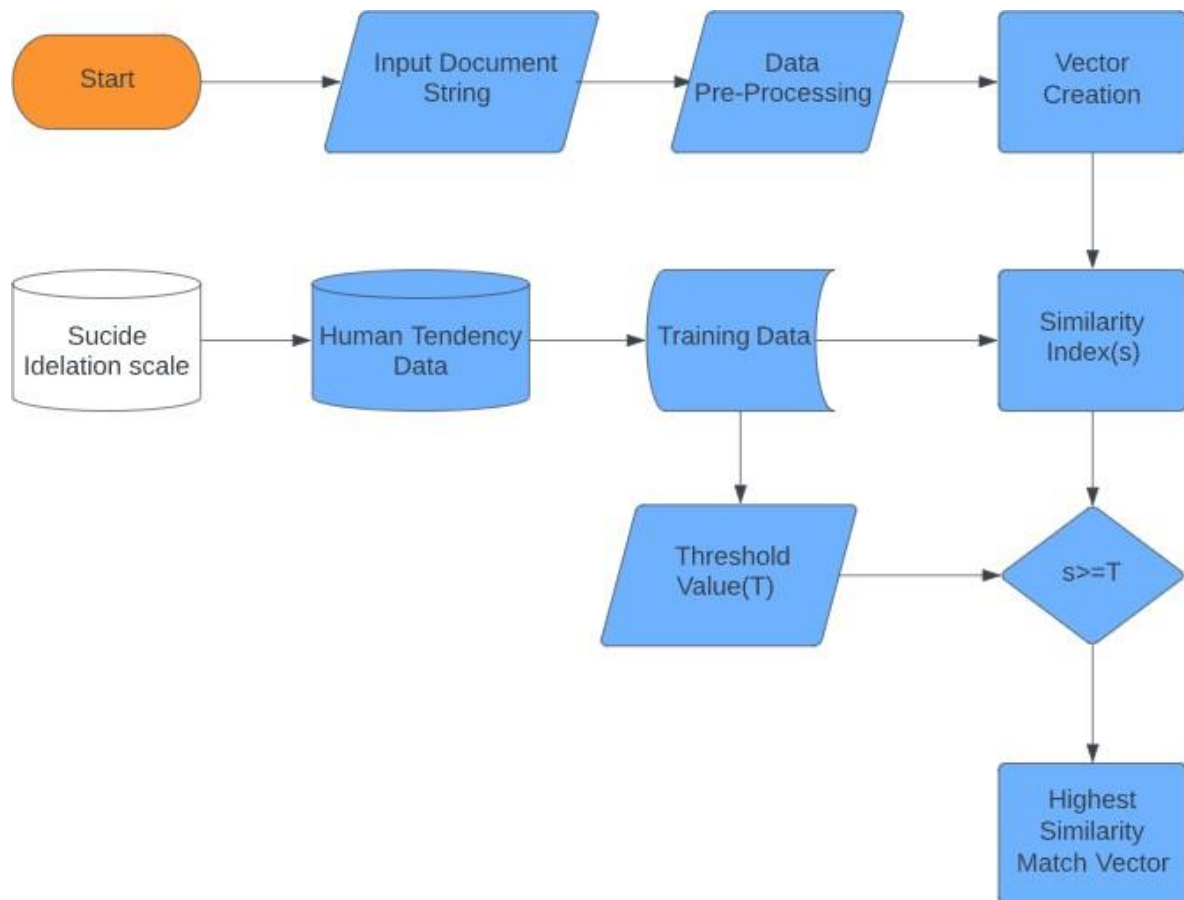 Start
Input Document
String
Data
Pre-Processing
Vector
Creation
Sucide
Idelation scale
Human Tendency
Data
Training Data
Similarity
Index(s)
Threshold
Value(T)
s>=T
Highest
Similarity
Match Vector